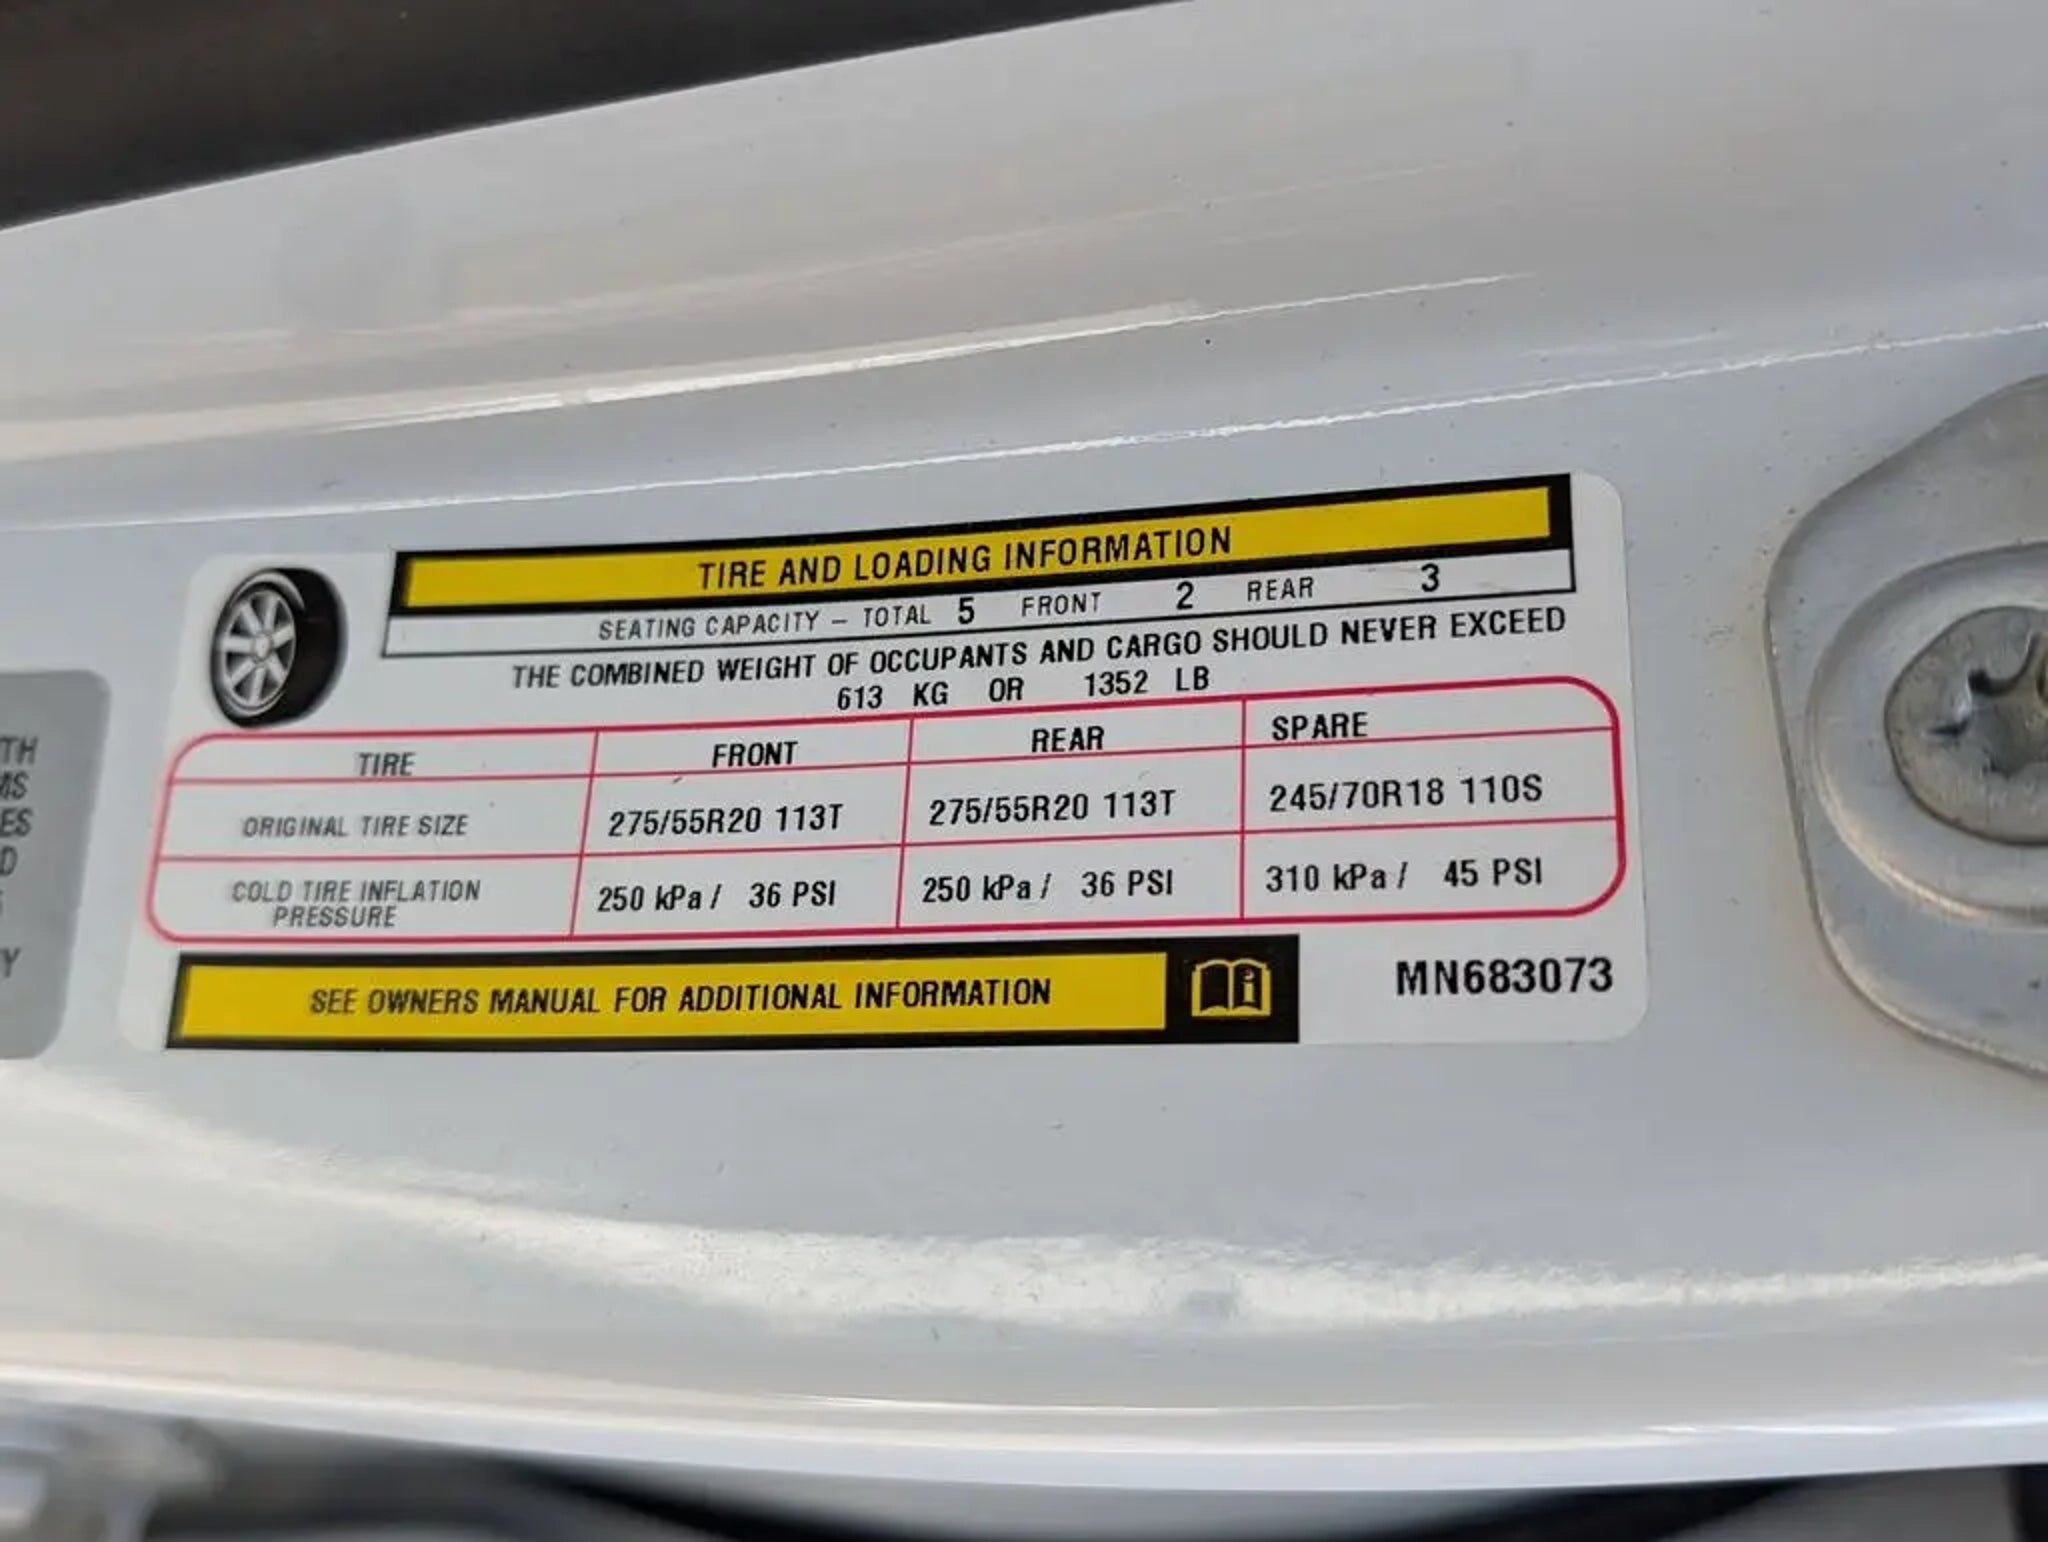 TIRE AND LOADING INFORMATION
SEATING CAPACITY – TOTAL 5 FRONT 2 REAR 3
THE COMBINED WEIGHT OF OCCUPANTS AND CARGO SHOULD NEVER EXCEED
613 KG OR 1352 LB
TIRE FRONT REAR SPARE
ORIGINAL TIRE SIZE 275/55R20 113T 275/55R20 113T 245/70R18 110S
COLD TIRE INFLATION PRESSURE 250 kPa / 36 PSI 250 kPa / 36 PSI 310 kPa / 45 PSI
SEE OWNERS MANUAL FOR ADDITIONAL INFORMATION
MN683073